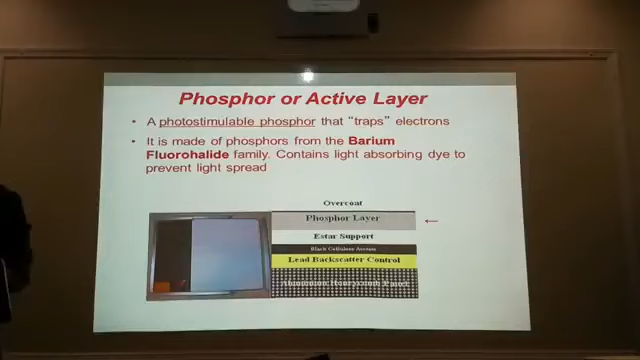 Phosphor or Active Layer
• A photostimulable phosphor that “traps” electrons
• It is made of phosphors from the Barium
Fluorohalide family. Contains light absorbing dye to
prevent light spread
Overcoat
Phosphor Layer
Estar Support
Black Cellulose Acetate
Lead Backscatter Control
Aluminum Honeycomb Panel